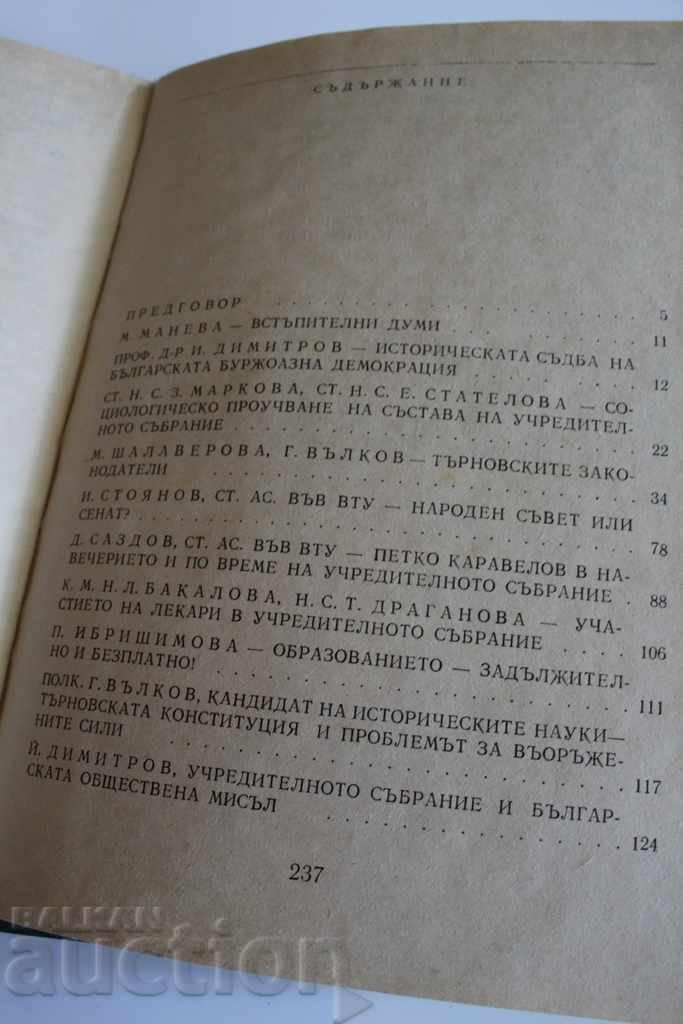 СЪДЪРЖАНИЕ
ПРЕДГОВОР . . . . . . . . . . . . . . . . 5
М. МАНЕВА — ВСТЪПИТЕЛНИ ДУМИ . . . . . . . . 11
ПРОФ. Д-Р И. ДИМИТРОВ — ИСТОРИЧЕСКАТА СЪДБА НА
БЪЛГАРСКАТА БУРЖОАЗНА ДЕМОКРАЦИЯ . . . . . . 12
СТ. Н. С. З. МАРКОВА, СТ. Н. С. Е. СТАТЕЛОВА — СО-
ЦИОЛОГИЧЕСКО ПРОУЧВАНЕ НА СЪСТАВА НА УЧРЕДИТЕЛ-
НОТО СЪБРАНИЕ . . . . . . . . . . . . . . 22
М. ШАЛАВЕРОВА, Г. ВЪЛКОВ — ТЪРНОВСКИТЕ ЗАКО-
НОДАТЕЛИ . . . . . . . . . . . . . . . . 34
И. СТОЯНОВ, СТ. АС. ВЪВ ВТУ — НАРОДЕН СЪВЕТ ИЛИ
СЕНАТ? . . . . . . . . . . . . . . . . . 78
Д. САЗДОВ, СТ. АС. ВЪВ ВТУ — ПЕТКО КАРАВЕЛОВ В НА-
ВЕЧЕРИЕТО И ПО ВРЕМЕ НА УЧРЕДИТЕЛНОТО СЪБРАНИЕ . 88
К. М. Н. Л. БАКАЛОВА, Н. С. Т. ДРАГАНОВА — УЧА-
СТИЕТО НА ЛЕКАРИ В УЧРЕДИТЕЛНОТО СЪБРАНИЕ . . . . 106
П. ИБРИШИМОВА — ОБРАЗОВАНИЕТО — ЗАДЪЛЖИТЕЛ-
НО И БЕЗПЛАТНО! . . . . . . . . . . . . . 111
ПОЛК. Г. ВЪЛКОВ, КАНДИДАТ НА ИСТОРИЧЕСКИТЕ НАУКИ—
ТЪРНОВСКАТА КОНСТИТУЦИЯ И ПРОБЛЕМЪТ ЗА ВЪОРЪЖЕ-
НИТЕ СИЛИ . . . . . . . . . . . . . . . . 117
Й. ДИМИТРОВ, УЧРЕДИТЕЛНОТО СЪБРАНИЕ И БЪЛГАР-
СКАТА ОБЩЕСТВЕНА МИСЪЛ . . . . . . . . . . 124
237
BALKAN
auction